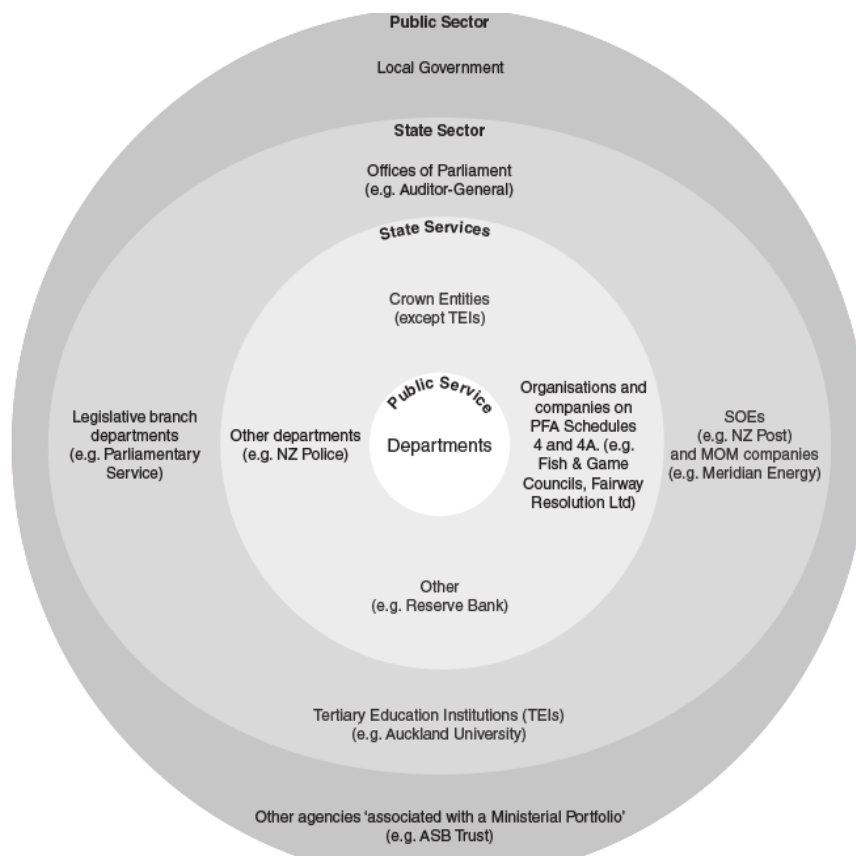 Public Sector
Local Government
State Sector
Offices of Parliament
(e.g. Auditor-General)
State Services
Crown Entities
(except TEIs)
Legislative branch
departments
(e.g. Parliamentary
Service)
Other departments
(e.g. NZ Police)
Public Service
Departments
Organisations and
companies on
PFA Schedules
4 and 4A. (e.g.
Fish & Game
Councils, Fairway
Resolution Ltd)
SOEs
(e.g. NZ Post)
and MOM companies
(e.g. Meridian Energy)
Other
(e.g. Reserve Bank)
Tertiary Education Institutions (TEIs)
(e.g. Auckland University)
Other agencies ‘associated with a Ministerial Portfolio’
(e.g. ASB Trust)